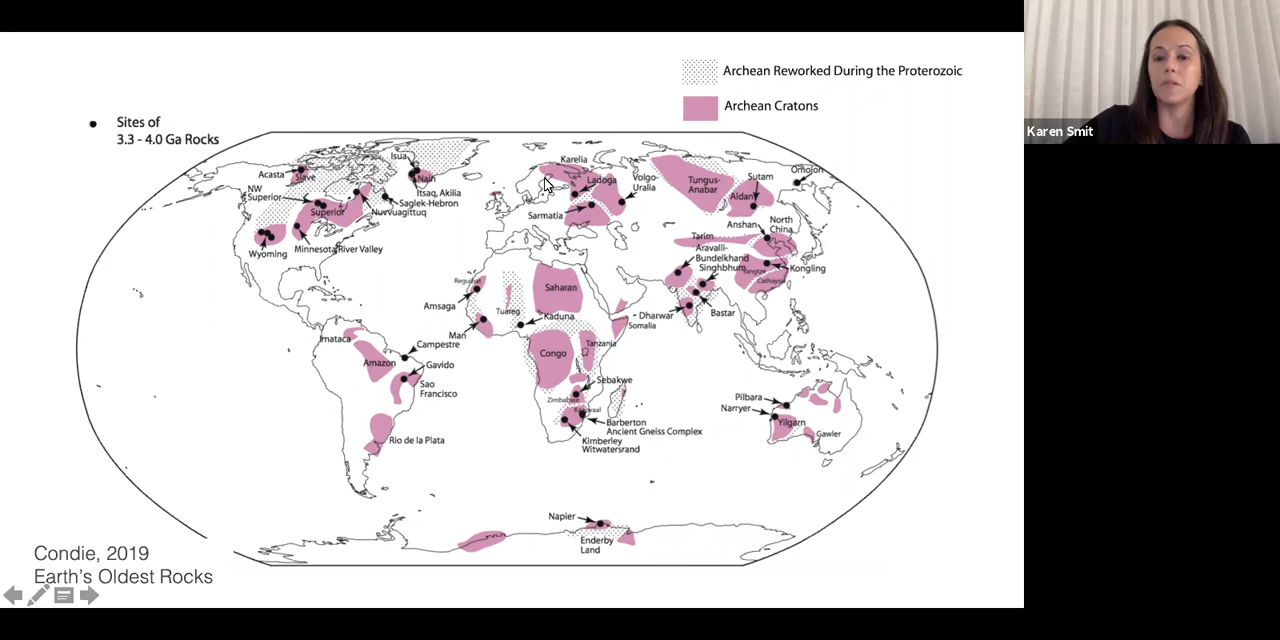 Archean Reworked During the Proterozoic
Archean Cratons
Karen Smit
Sites of
3.3 - 4.0 Ga Rocks
Isua
Karelia
Acasta
Slave
Nain
Ladoga
Volgo-
Uralia
Tungus-
Anabar
Sutam
Omolon
NW
Superior
Itsaq, Akilia
Saglek-Hebron
Aldan
Superior
Nuvvuagittuq
Sarmatia
Anshan
North
China
Wyoming
Minnesota River Valley
Tarim
Aravalli-
Bundelkhand
Singhbhum
Yangtze
Kongling
Cathaysia
Reguibat
Saharan
Amsaga
Tuareg
Kaduna
Dharwar
Bastar
Somalia
Man
Imataca
Campestre
Tanzania
Congo
Amazon
Gavido
Sao
Francisco
Sebakwe
Zimbabwe
Kaapvaal
Pilbara
Narryer
Barberton
Ancient Gneiss Complex
Yilgarn
Gawler
Rio de la Plata
Kimberley
Witwatersrand
Napier
Enderby
Land
Condie, 2019
Earth's Oldest Rocks